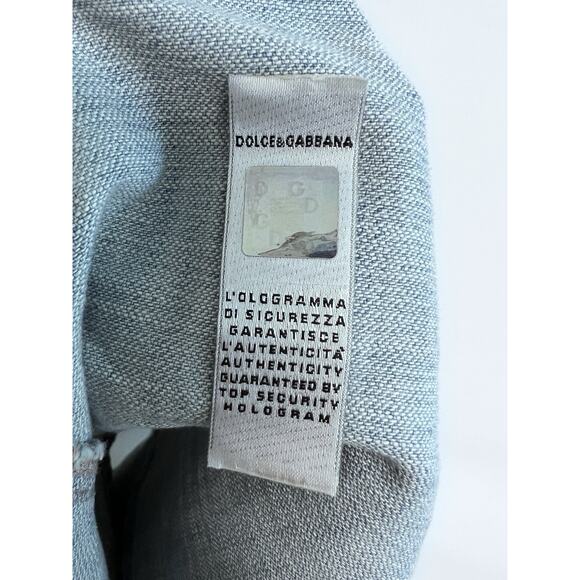 DOLCE&GABBANA
D G
G D
L'OLOGRAMMA
DI SICUREZZA
GARANTISCE
L'AUTENTICITÀ
AUTHENTICITY
GUARANTEED BY
TOP SECURITY
HOLOGRAM